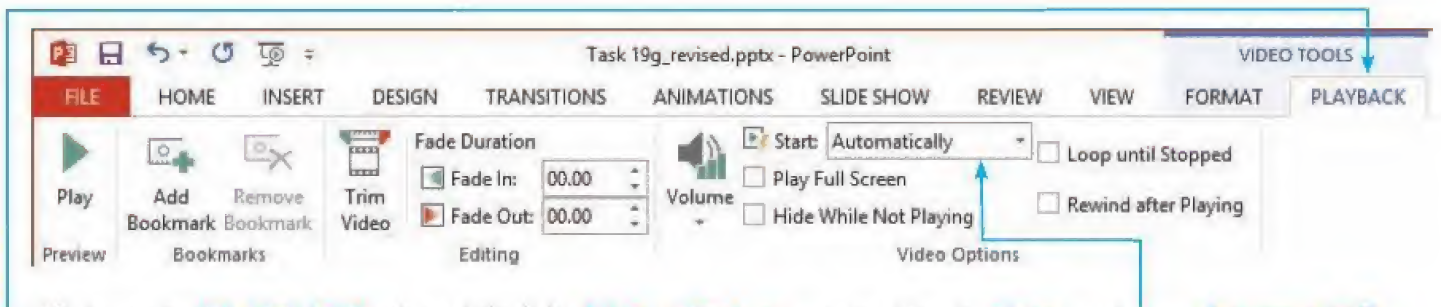 Task 19g_revised.pptx - PowerPoint VIDEO TOOLS
FILE HOME INSERT DESIGN TRANSITIONS ANIMATIONS SLIDE SHOW REVIEW VIEW FORMAT PLAYBACK
Play
Preview
Add Bookmark
Remove Bookmark
Bookmarks
Trim Video
Fade Duration
Fade In: 00.00
Fade Out: 00.00
Editing
Volume
Start: Automatically
Play Full Screen
Hide While Not Playing
Loop until Stopped
Rewind after Playing
Video Options